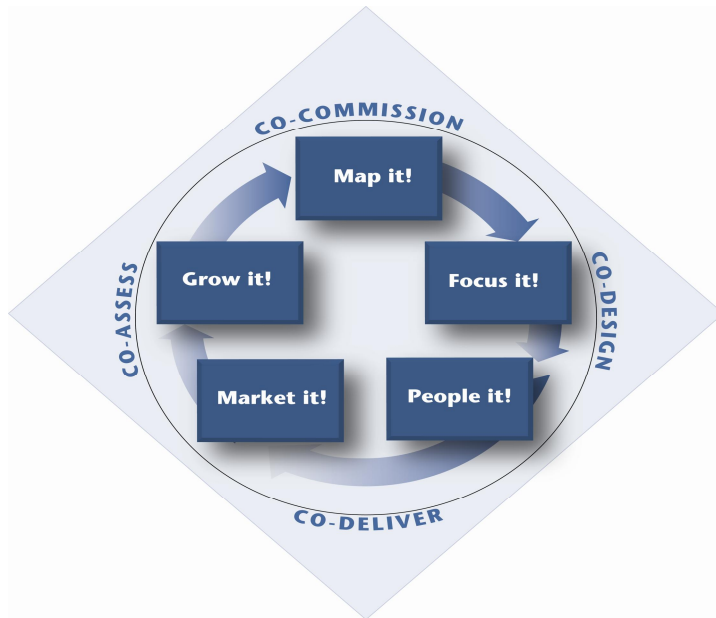 CO-COMMISSION
Map it!
Grow it!
Focus it!
CO-ASSESS
CO-DESIGN
Market it!
People it!
CO-DELIVER